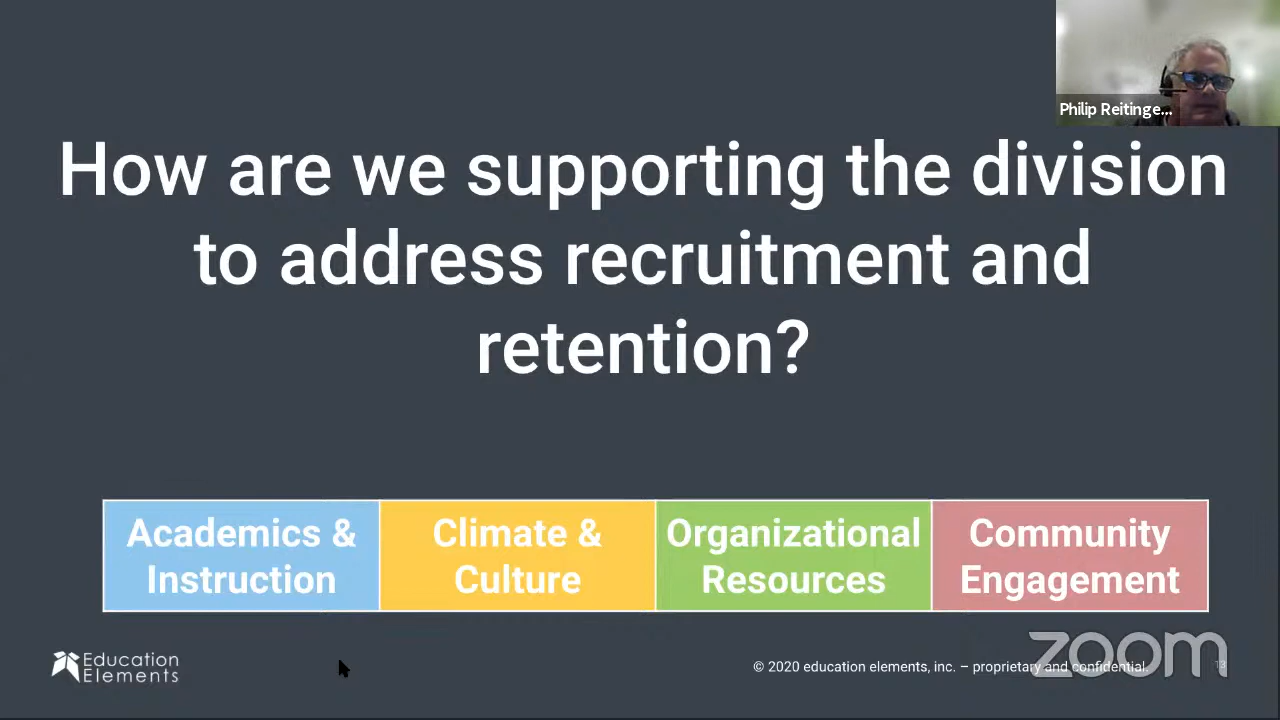 Philip Reitinge...
How are we supporting the division
to address recruitment and
retention?
Academics &
Instruction
Climate &
Culture
Organizational
Resources
Community
Engagement
Education
Elements
© 2020 education elements, inc. – proprietary and confidential.
13
zoom